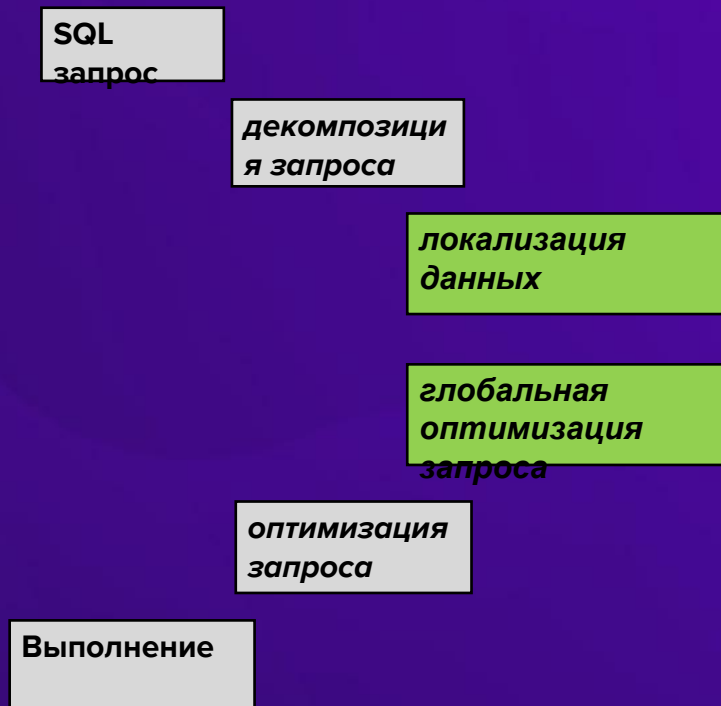 SQL
запрос
декомпозици
я запроса
локализация
данных
глобальная
оптимизация
запроса
оптимизация
запроса
Выполнение